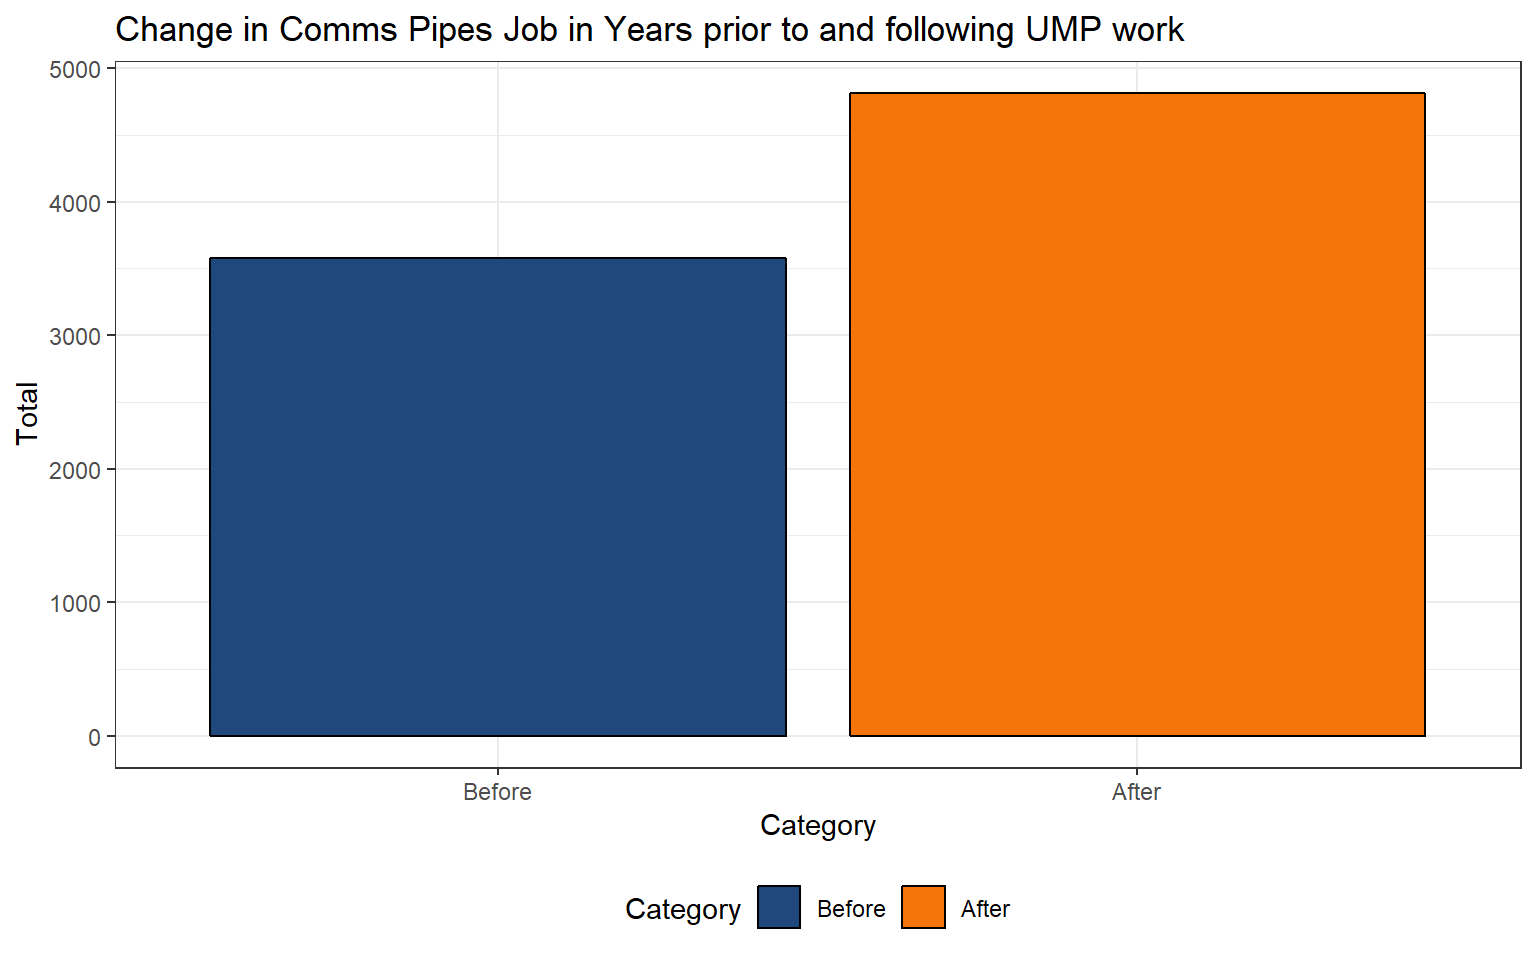 Change in Comms Pipes Job in Years prior to and following UMP work
5000
4000
3000
2000
1000
0
Total
Before
After
Category
Category
Before
After